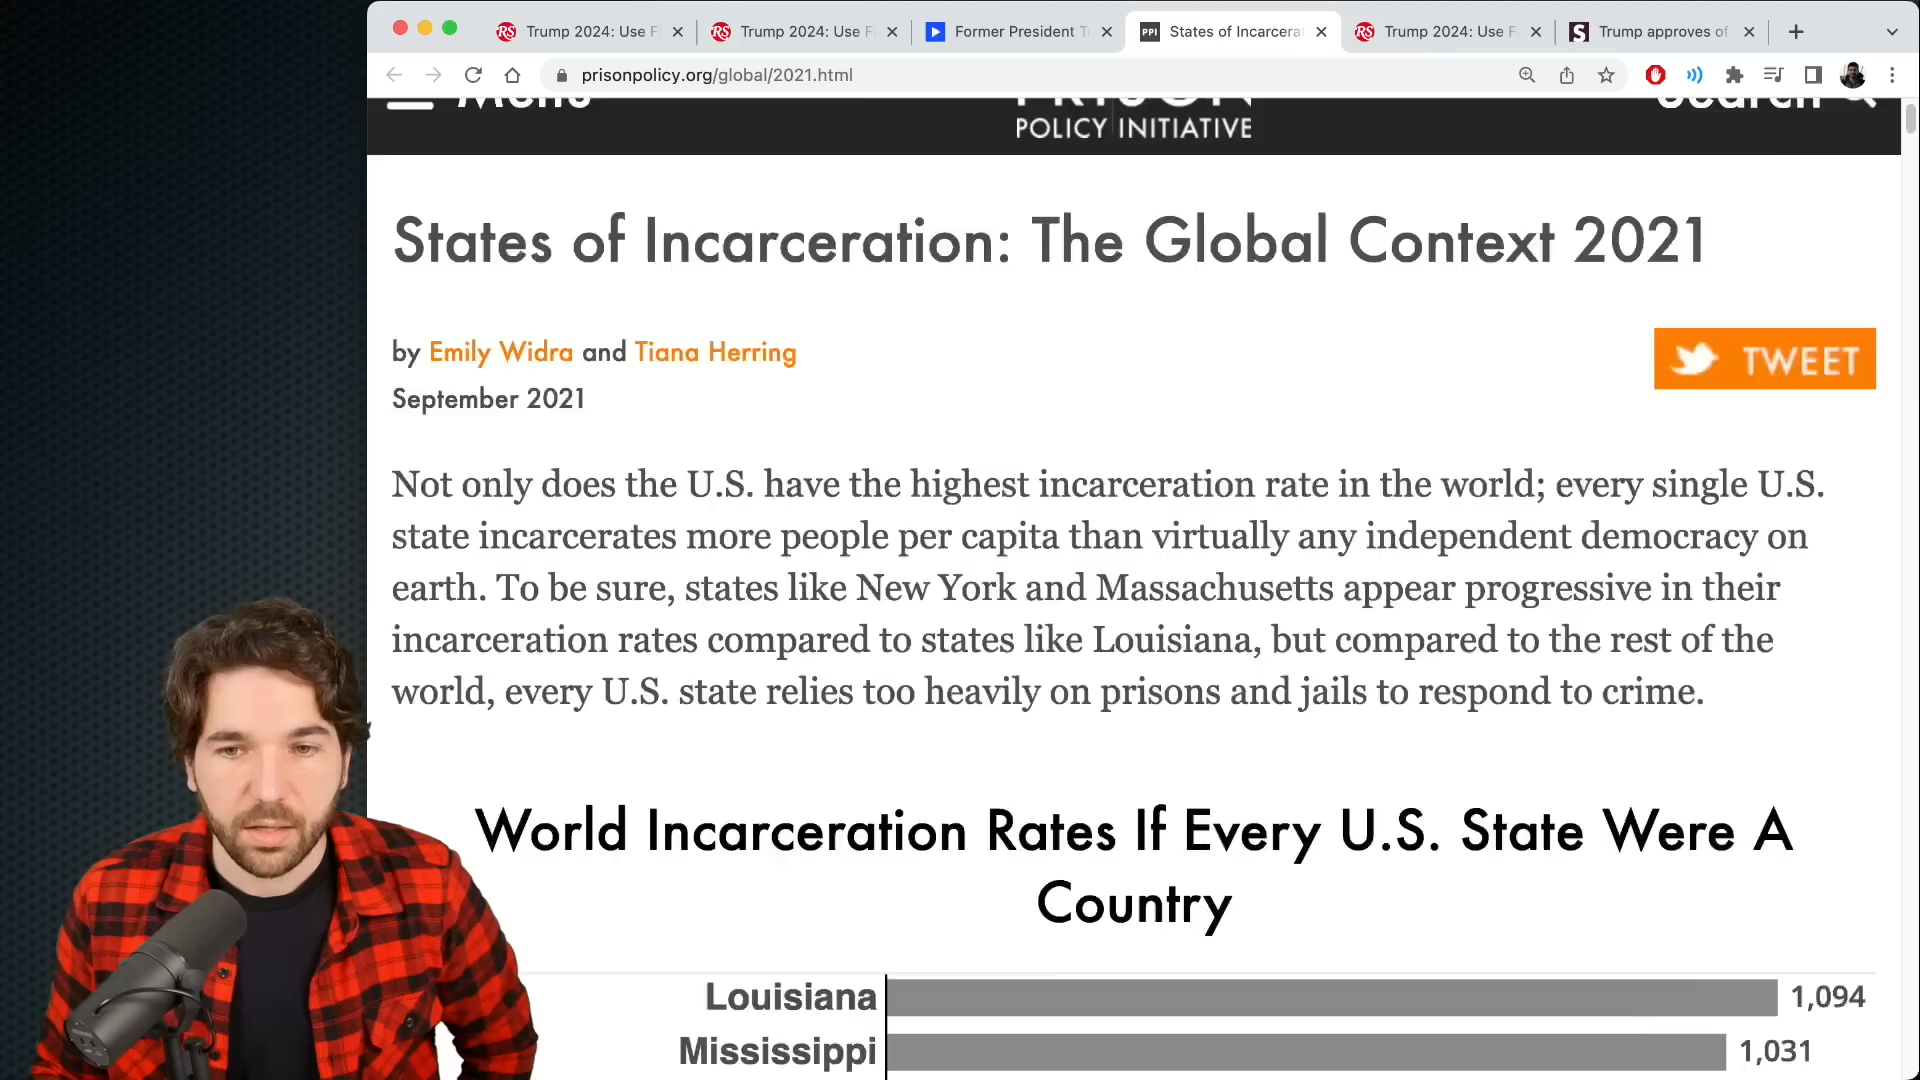 Trump 2024: Use F
Trump 2024: Use F
Former President T
PPI
States of Incarcerat
Trump 2024: Use F
Trump approves of
prisonpolicy.org/global/2021.html
Menu
PRISON
POLICY INITIATIVE
Search
States of Incarceration: The Global Context 2021
by Emily Widra and Tiana Herring
September 2021
TWEET
Not only does the U.S. have the highest incarceration rate in the world; every single U.S.
state incarcerates more people per capita than virtually any independent democracy on
earth. To be sure, states like New York and Massachusetts appear progressive in their
incarceration rates compared to states like Louisiana, but compared to the rest of the
world, every U.S. state relies too heavily on prisons and jails to respond to crime.
World Incarceration Rates If Every U.S. State Were A
Country
Louisiana 1,094
Mississippi 1,031